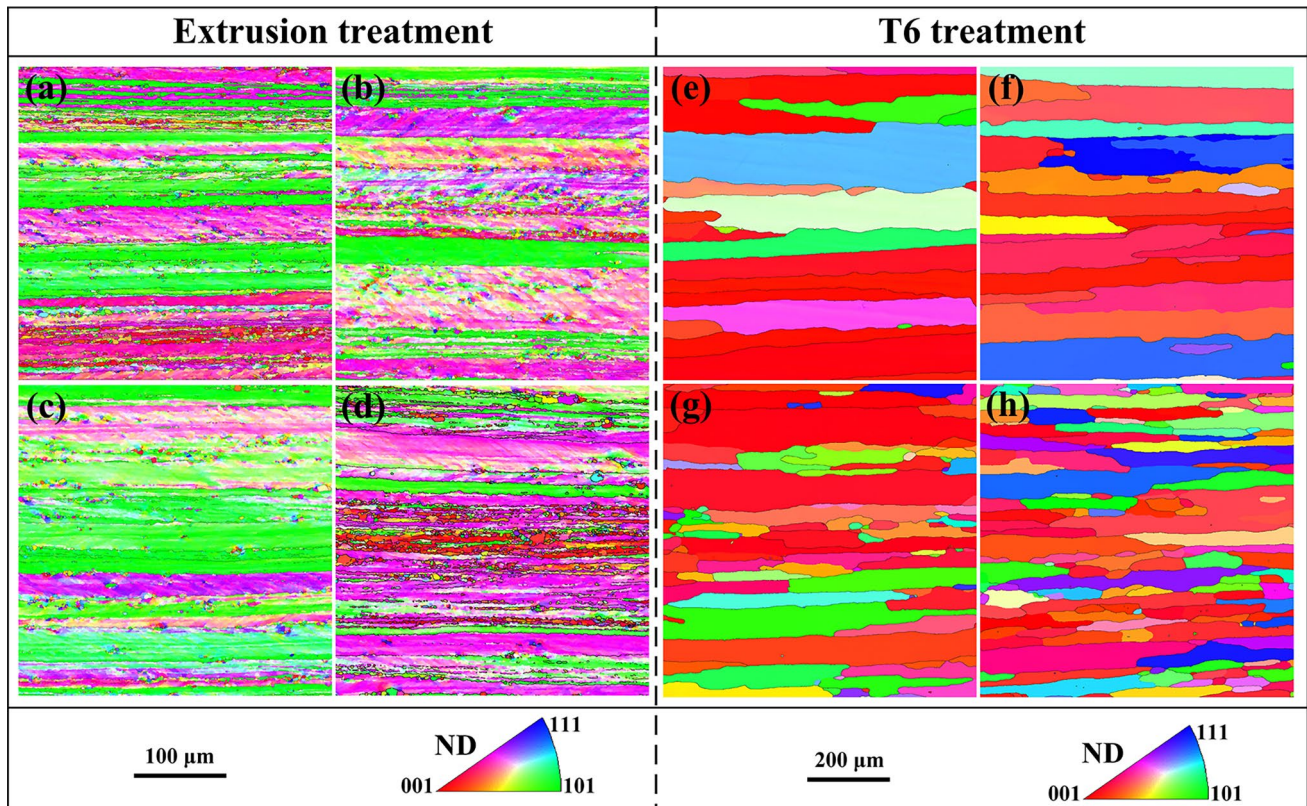 Extrusion treatment
T6 treatment
(a)
(b)
(e)
(f)
(c)
(d)
(g)
(h)
100 μm
ND
111
001
101
200 μm
ND
111
001
101